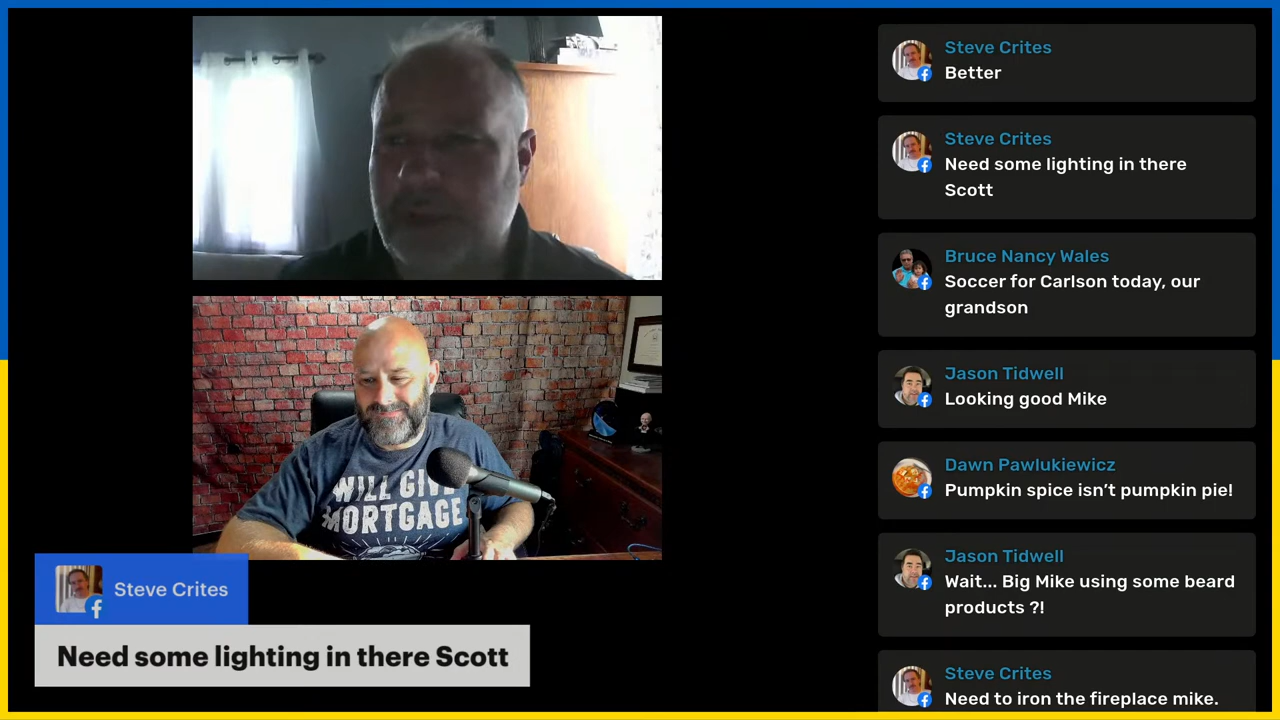 WILL GIVE
MORTGAGE
Steve Crites
Need some lighting in there Scott
Steve Crites
Better
Steve Crites
Need some lighting in there
Scott
Bruce Nancy Wales
Soccer for Carlson today, our
grandson
Jason Tidwell
Looking good Mike
Dawn Pawlukiewicz
Pumpkin spice isn’t pumpkin pie!
Jason Tidwell
Wait... Big Mike using some beard
products ?!
Steve Crites
Need to iron the fireplace mike.